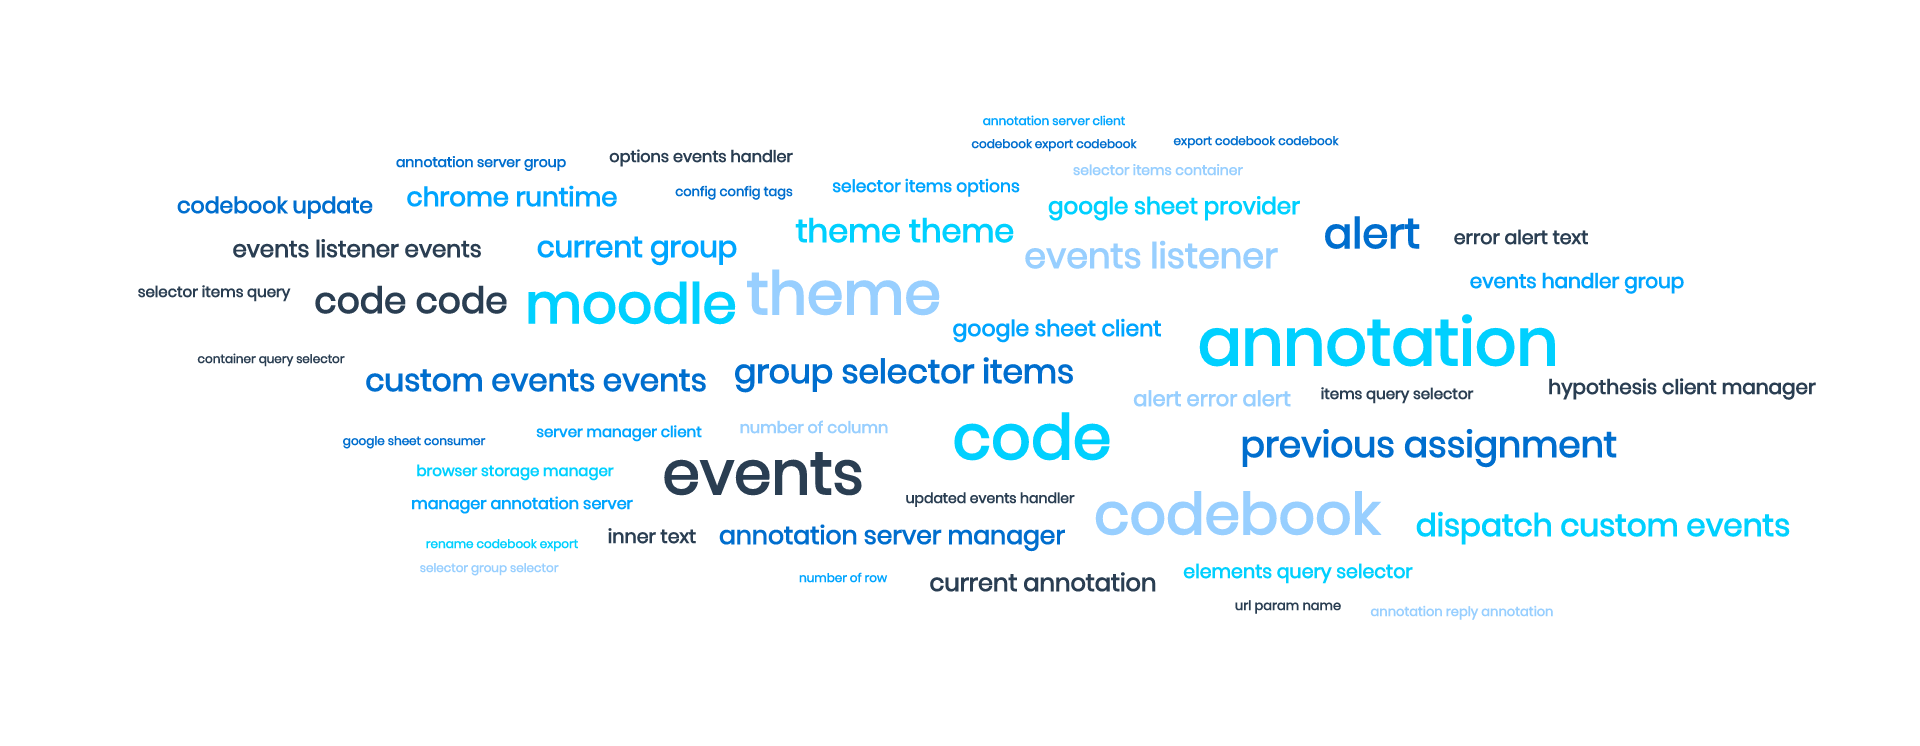 annotation server client
codebook export codebook
export codebook codebook
annotation server group
options events handler
selector items container
codebook update
chrome runtime
config config tags
selector items options
google sheet provider
events listener events
current group
theme theme
events listener
alert
error alert text
selector items query
code code
moodle
theme
events handler group
google sheet client
annotation
container query selector
custom events events
group selector items
alert error alert
items query selector
hypothesis client manager
google sheet consumer
server manager client
number of column
code
previous assignment
browser storage manager
events
manager annotation server
updated events handler
codebook
dispatch custom events
rename codebook export
inner text
annotation server manager
selector group selector
number of row
current annotation
elements query selector
url param name
annotation reply annotation